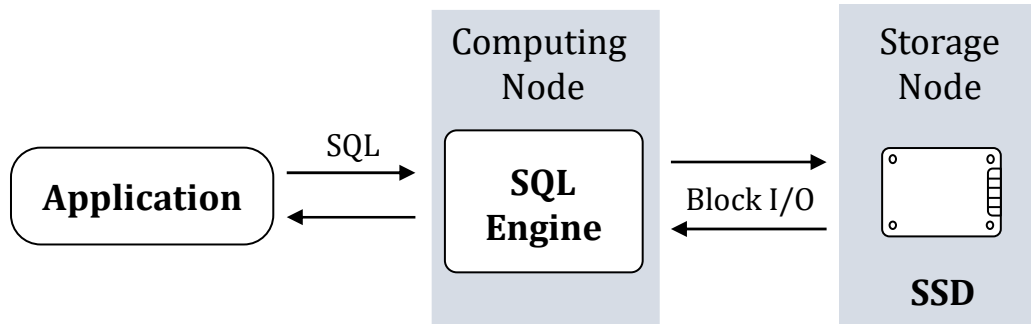 Computing
Node
Storage
Node
SQL
Application
SQL
Engine
Block I/O
SSD